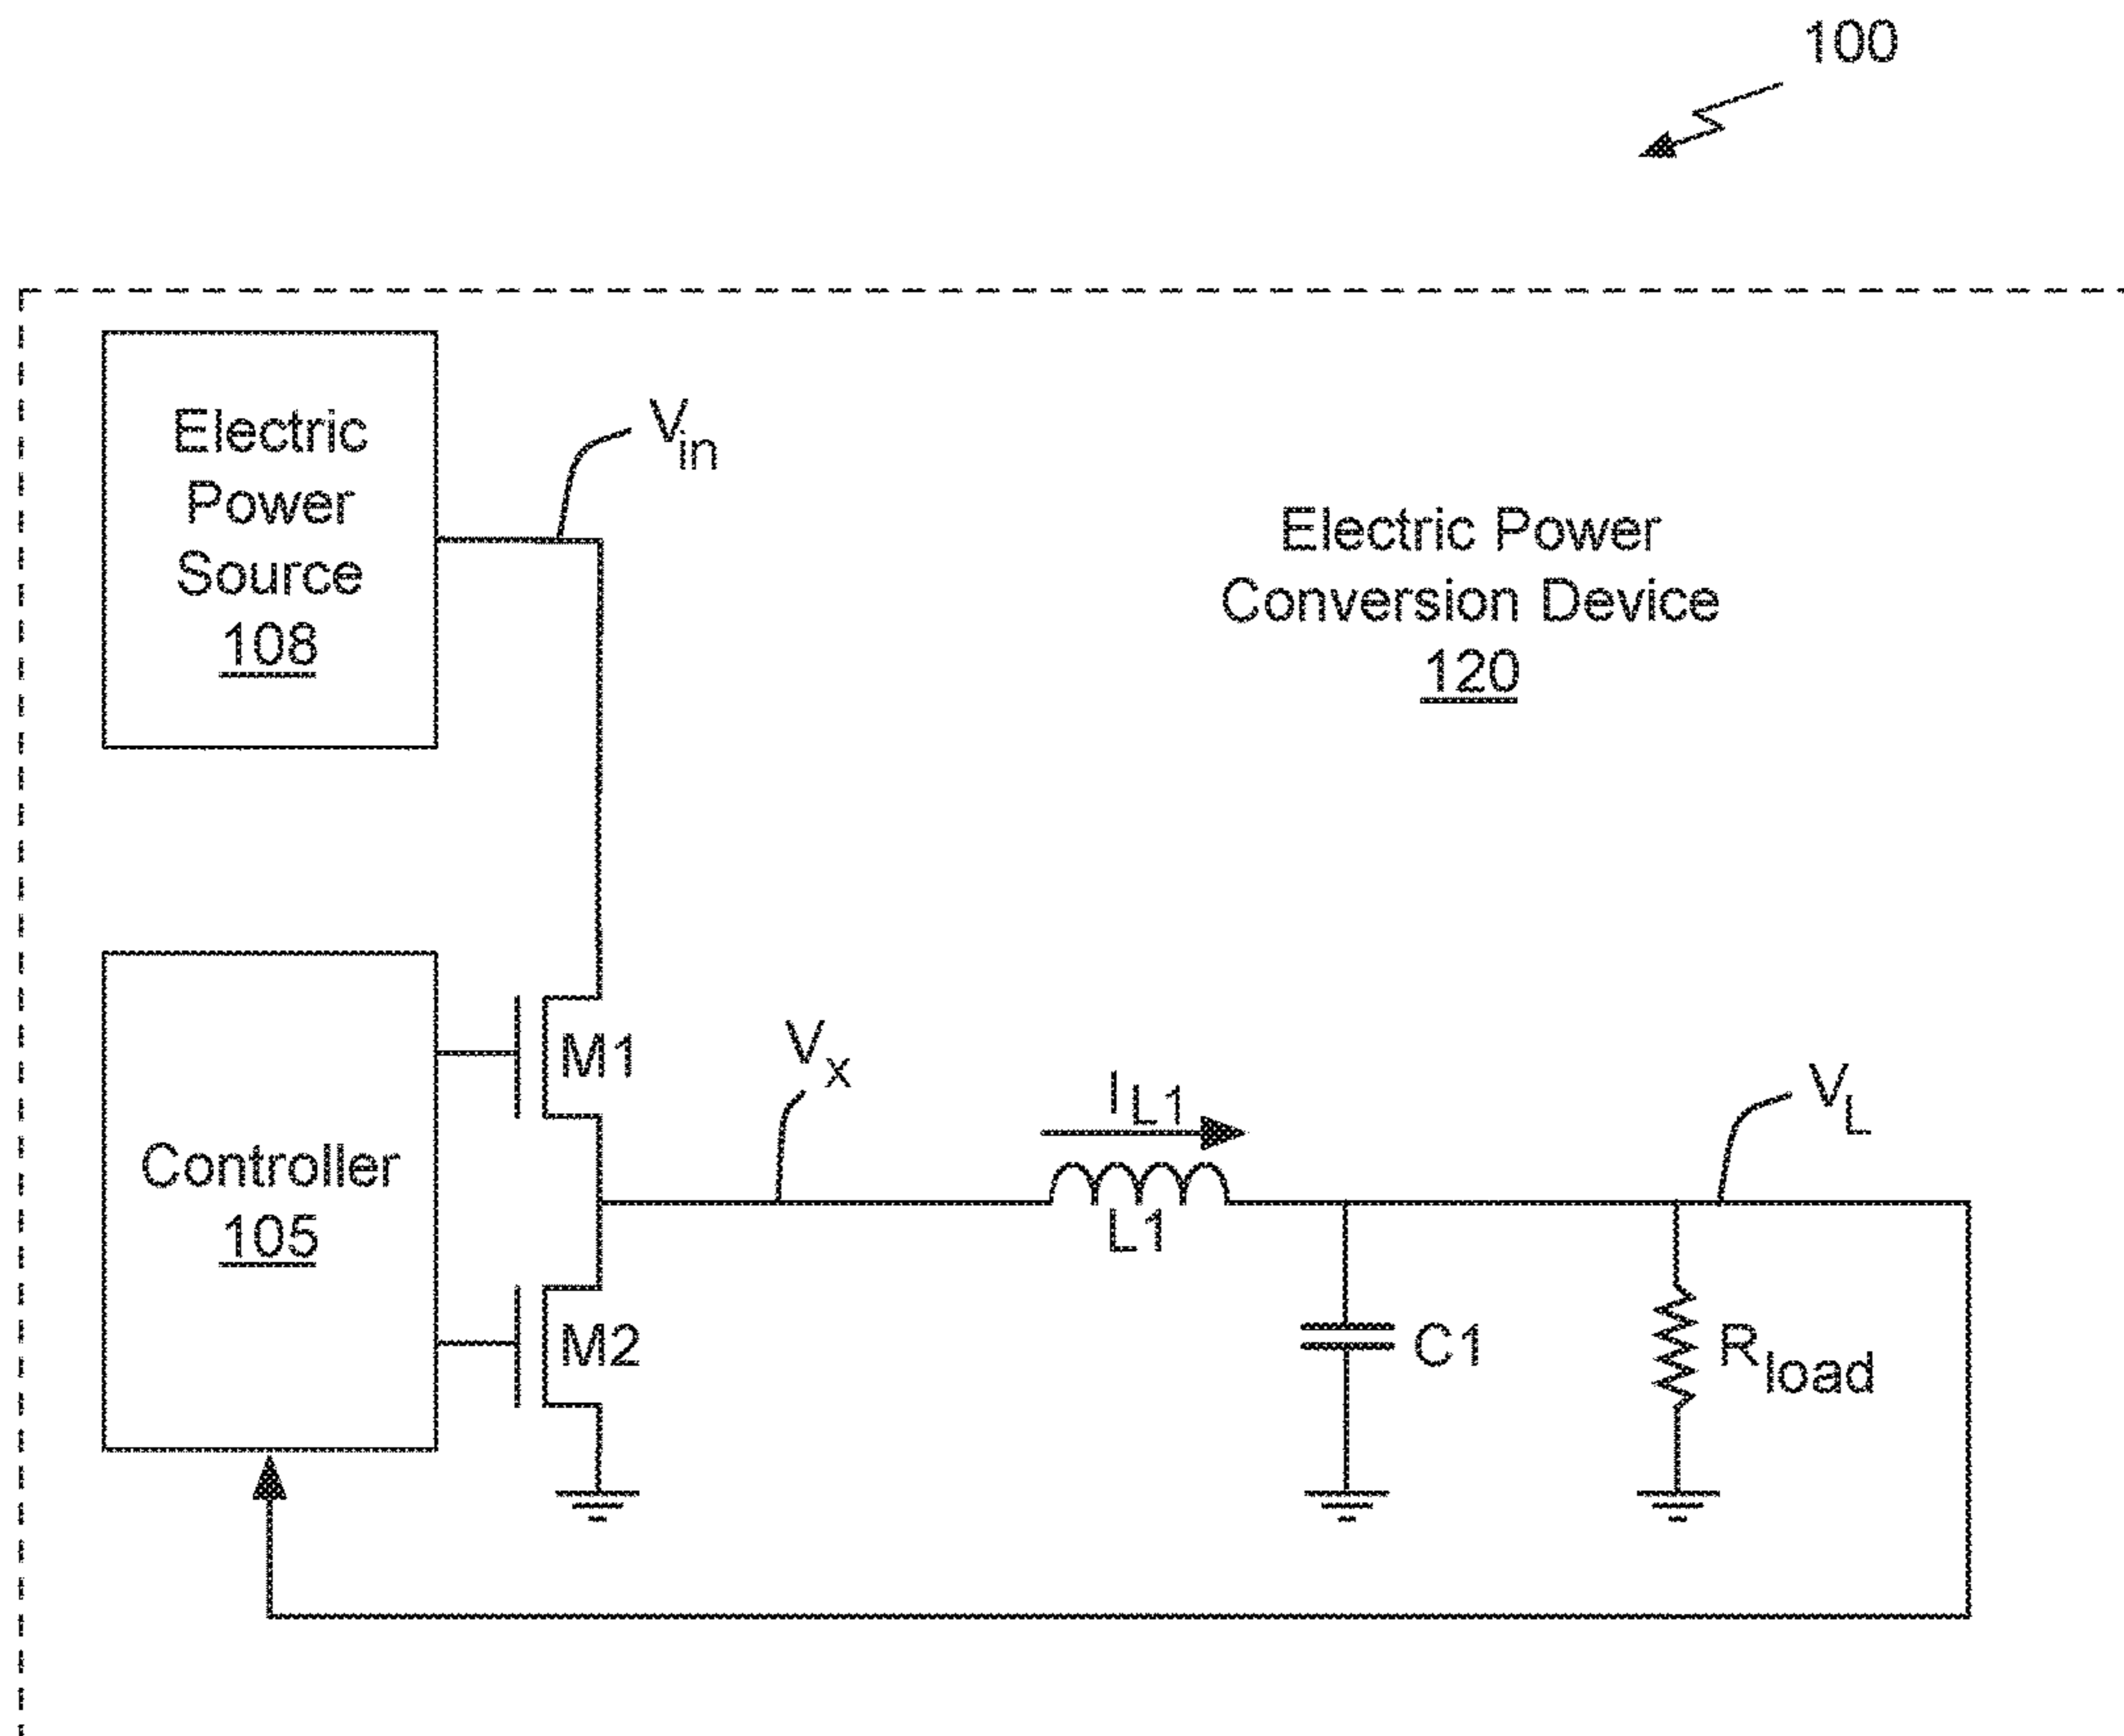 100
Electric
Power
Source
108
Vin
Electric Power
Conversion Device
120
Controller
105
M1
Vx
IL1
L1
VL
M2
C1
Rload